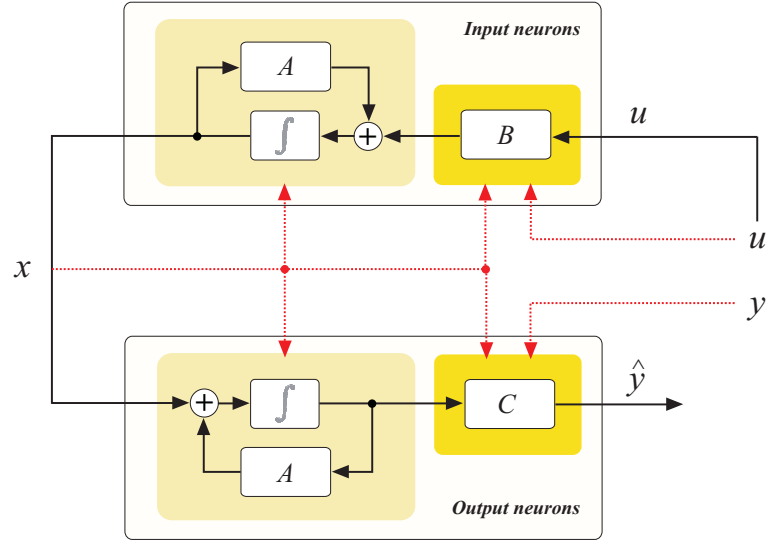 Input neurons
A
∫
+
B
u
u
x
y
+
∫
C
ŷ
A
Output neurons